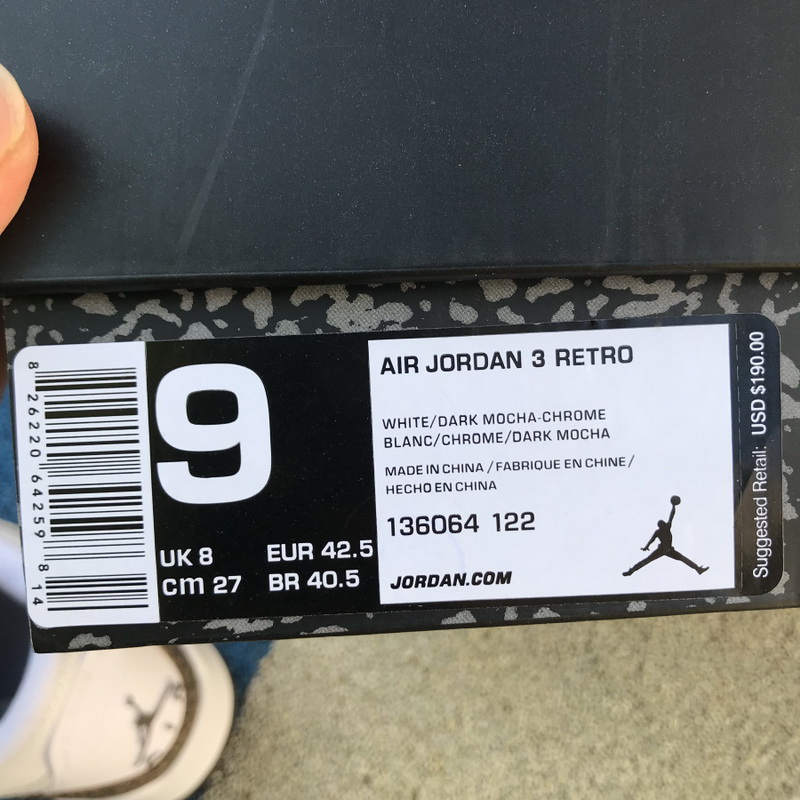 8 26220 64259 8 14
9
UK 8
EUR 42.5
cm 27
BR 40.5
AIR JORDAN 3 RETRO
WHITE/DARK MOCHA-CHROME
BLANC/CHROME/DARK MOCHA
MADE IN CHINA / FABRIQUE EN CHINE /
HECHO EN CHINA
136064 122
JORDAN.COM
Suggested Retail: USD $190.00